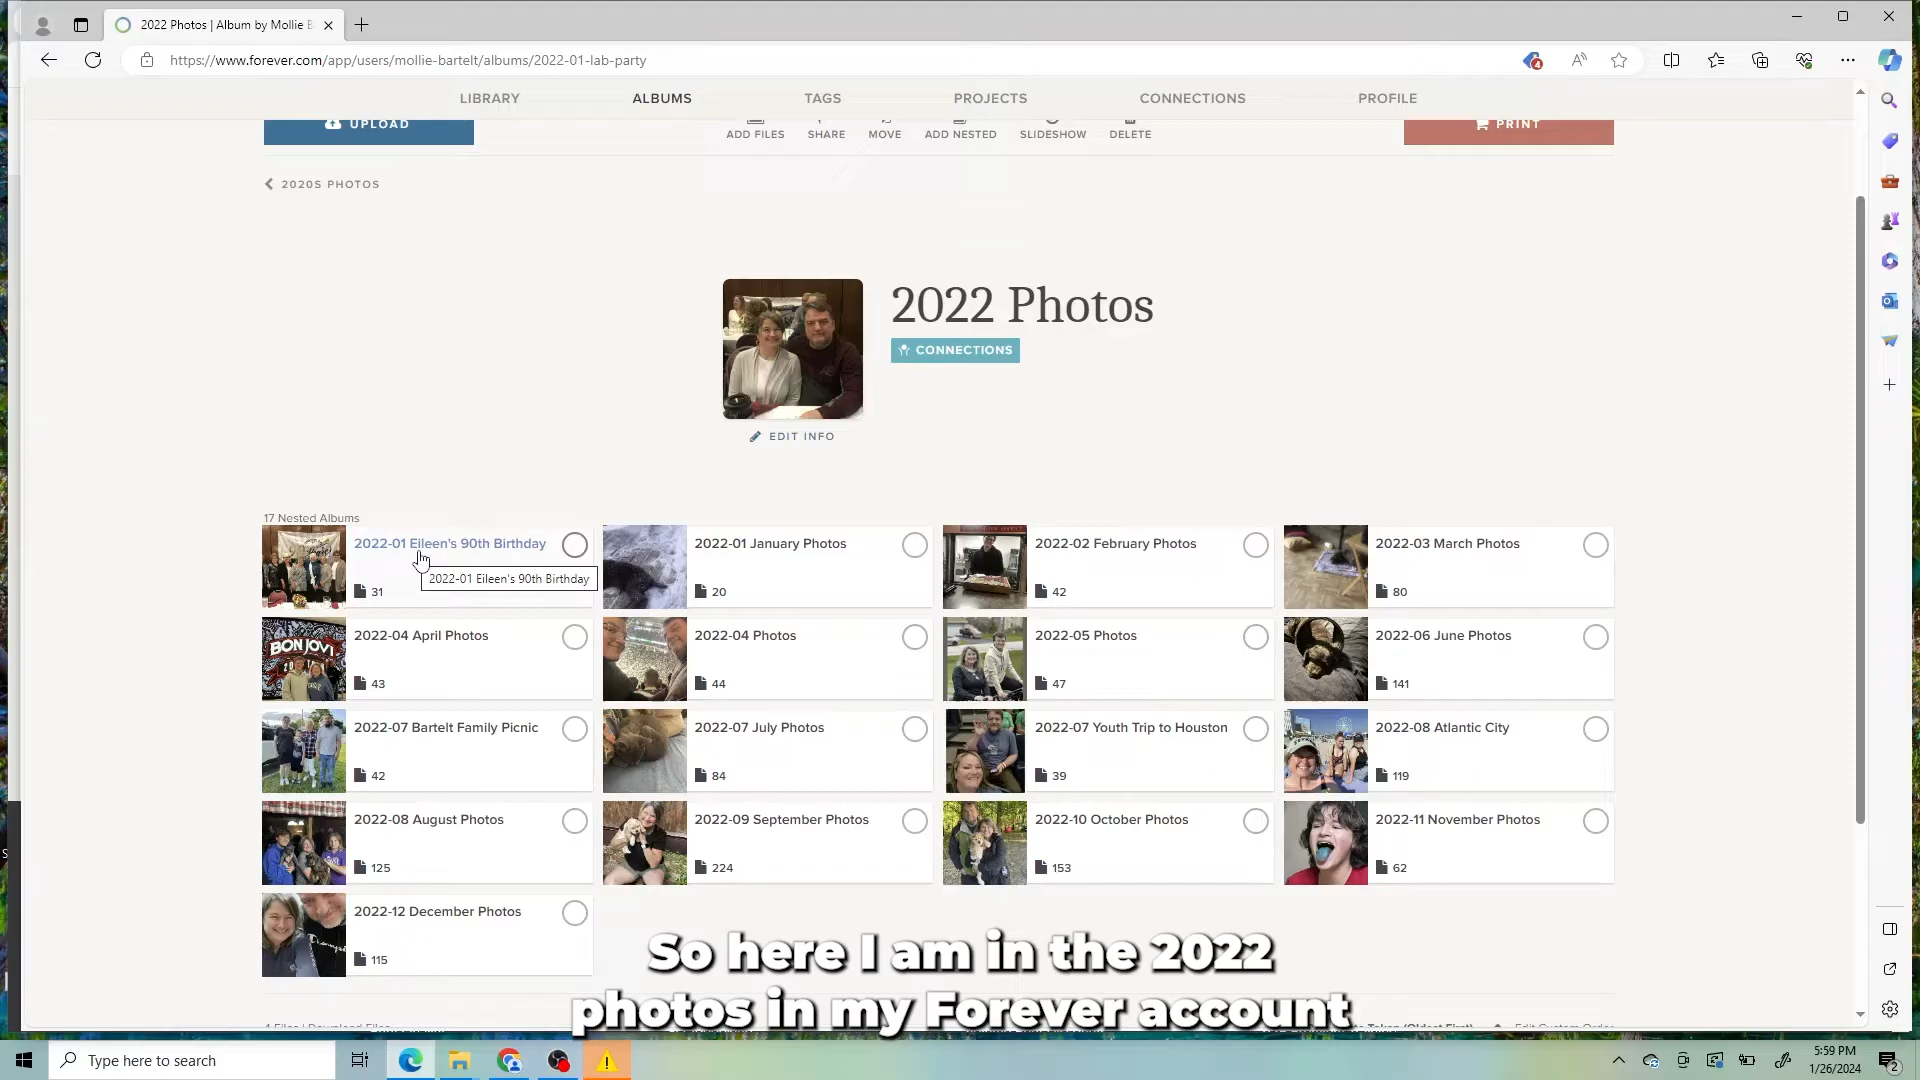 2022 Photos | Album by Mollie B
https://www.forever.com/app/users/mollie-bartelt/albums/2022-01-lab-party
4
LIBRARY ALBUMS TAGS PROJECTS CONNECTIONS PROFILE
UPLOAD ADD FILES SHARE MOVE ADD NESTED SLIDESHOW DELETE PRINT
2020S PHOTOS
2022 Photos
CONNECTIONS
EDIT INFO
17 Nested Albums
2022-01 Eileen's 90th Birthday 2022-01 January Photos 2022-02 February Photos 2022-03 March Photos
2022-01 Eileen's 90th Birthday
31 20 42 80
2022-04 April Photos 2022-04 Photos 2022-05 Photos 2022-06 June Photos
BON JOVI
43 44 47 141
2022-07 Bartelt Family Picnic 2022-07 July Photos 2022-07 Youth Trip to Houston 2022-08 Atlantic City
42 84 39 119
2022-08 August Photos 2022-09 September Photos 2022-10 October Photos 2022-11 November Photos
125 224 153 62
2022-12 December Photos
115
So here I am in the 2022
photos in my Forever account
Type here to search
5:59 PM
1/26/2024
2